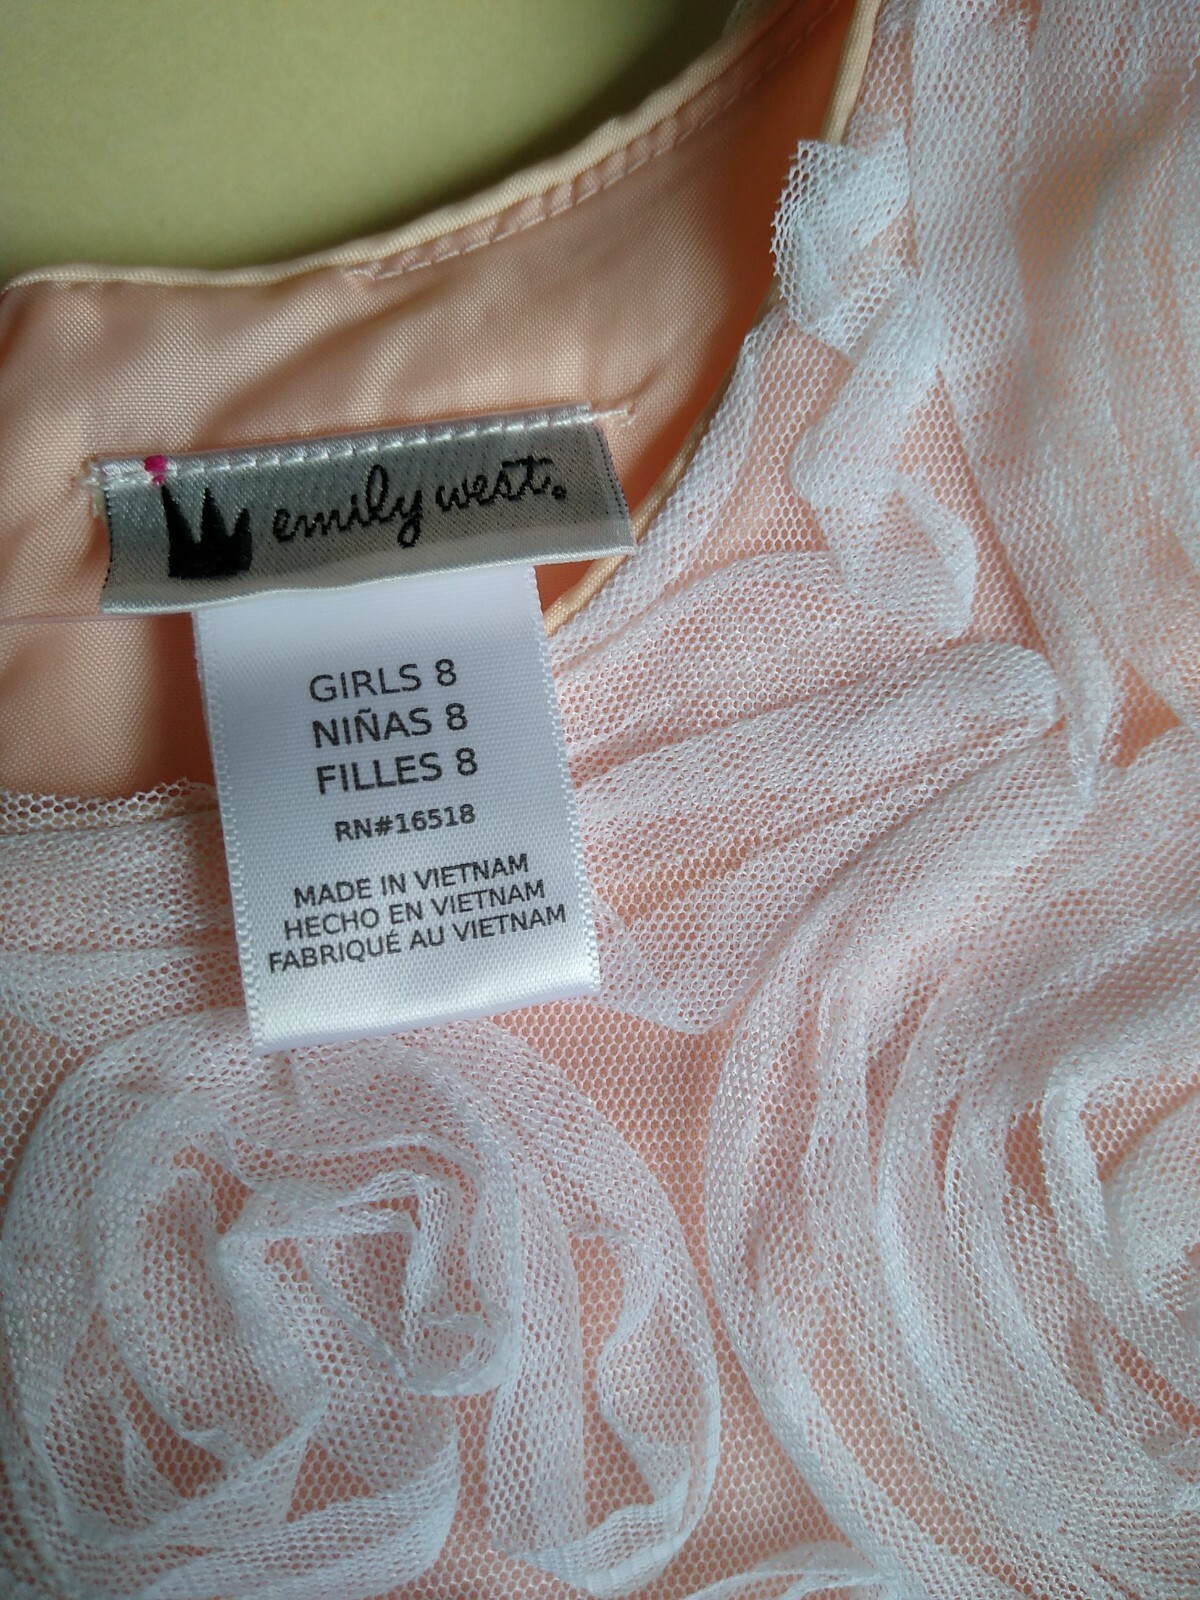 emily west.
GIRLS 8
NIÑAS 8
FILLES 8
RN#16518
MADE IN VIETNAM
HECHO EN VIETNAM
FABRIQUÉ AU VIETNAM